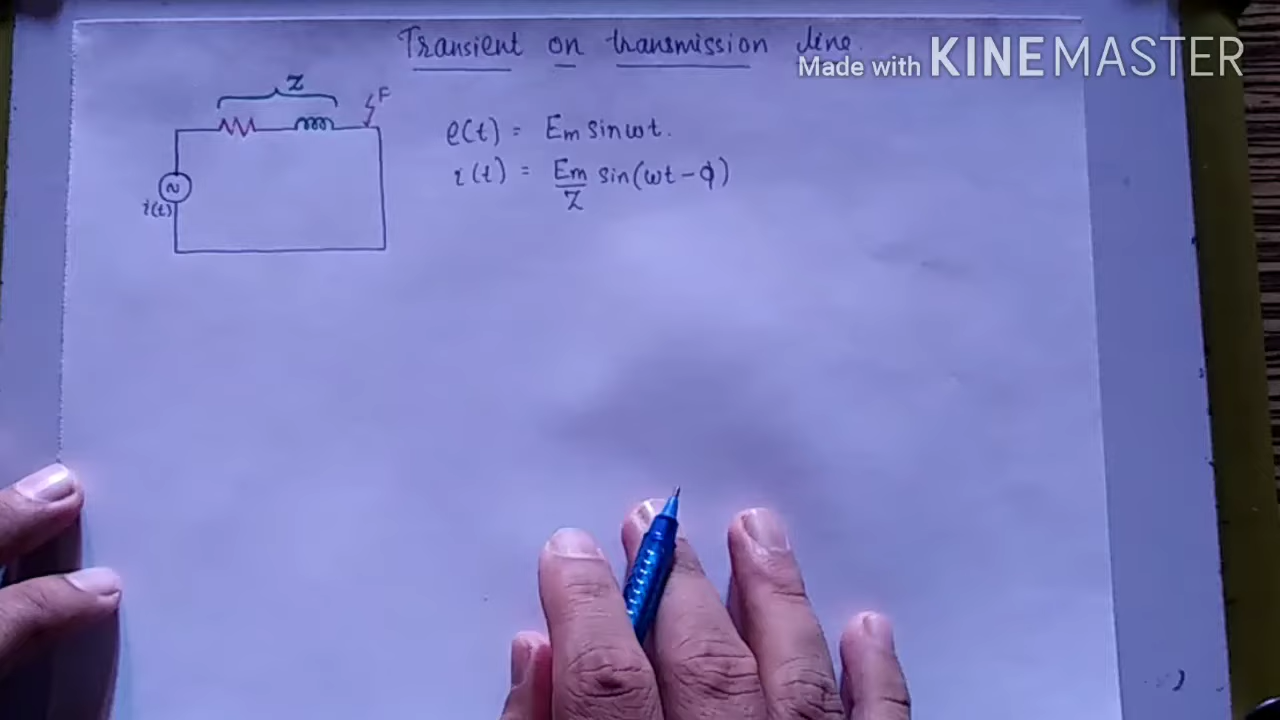 Transient on transmission line.
Made with KINEMASTER
Z
F
e(t) = Em sinωt.
i(t) = Em/Z sin(ωt - ϕ)
~
i(t)